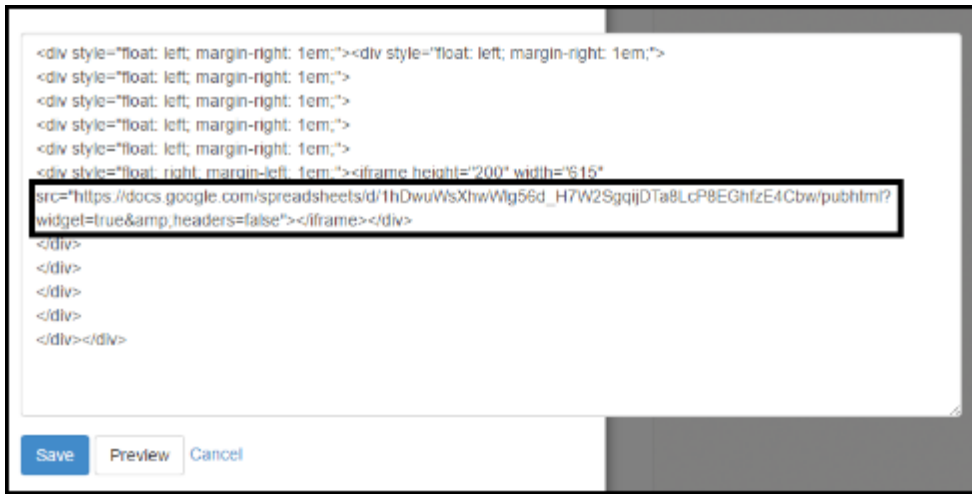 <div style="float: left; margin-right: 1em;"><div style="float: left; margin-right: 1em;">
<div style="float: left; margin-right: 1em;">
<div style="float: left; margin-right: 1em;">
<div style="float: left; margin-right: 1em;">
<div style="float: left; margin-right: 1em;">
<div style="float: right; margin-left: 1em;"><iframe height="200" width="615"
src="https://docs.google.com/spreadsheets/d/1hDwuWsXhwWlg56d_H7W2SgqijDTa8LcP8EGhfzE4Cbw/pubhtml?
widget=true&amp;headers=false"></iframe></div>
</div>
</div>
</div>
</div>
</div></div>
Save Preview Cancel